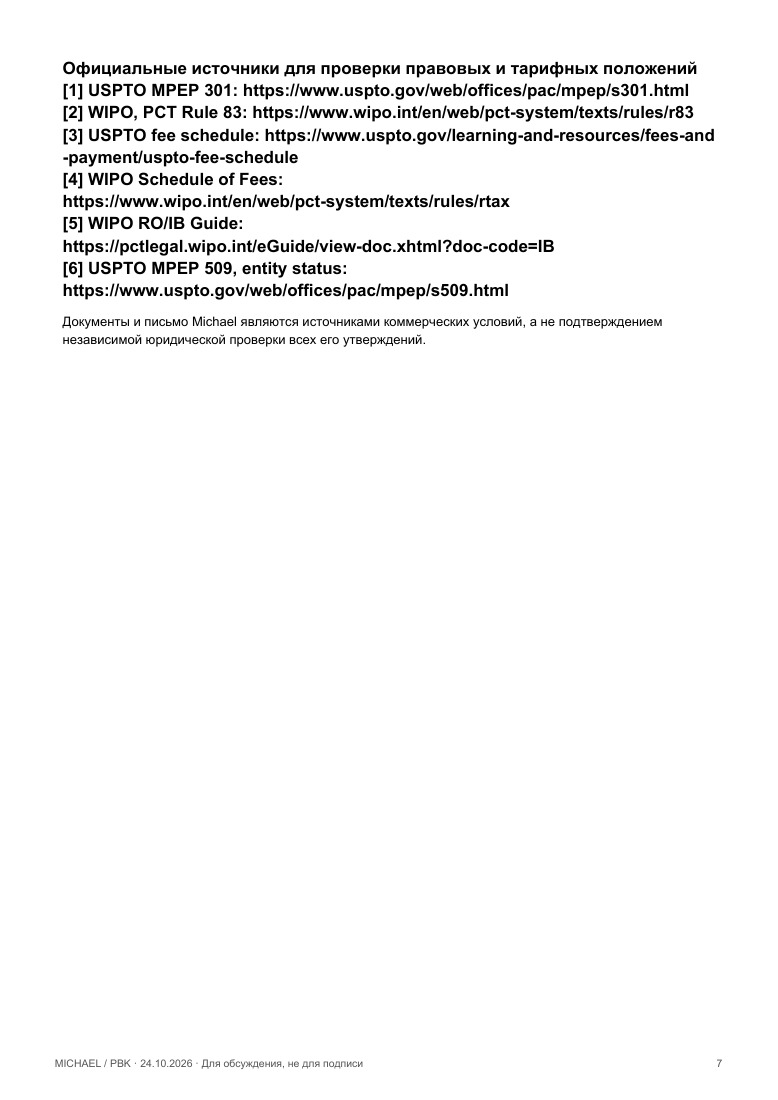 Официальные источники для проверки правовых и тарифных положений
[1] USPTO MPEP 301: https://www.uspto.gov/web/offices/pac/mpep/s301.html
[2] WIPO, PCT Rule 83: https://www.wipo.int/en/web/pct-system/texts/rules/r83
[3] USPTO fee schedule: https://www.uspto.gov/learning-and-resources/fees-and
-payment/uspto-fee-schedule
[4] WIPO Schedule of Fees:
https://www.wipo.int/en/web/pct-system/texts/rules/rtax
[5] WIPO RO/IB Guide:
https://pctlegal.wipo.int/eGuide/view-doc.xhtml?doc-code=IB
[6] USPTO MPEP 509, entity status:
https://www.uspto.gov/web/offices/pac/mpep/s509.html
Документы и письмо Michael являются источниками коммерческих условий, а не подтверждением
независимой юридической проверки всех его утверждений.
MICHAEL / PBK · 24.10.2026 · Для обсуждения, не для подписи 7